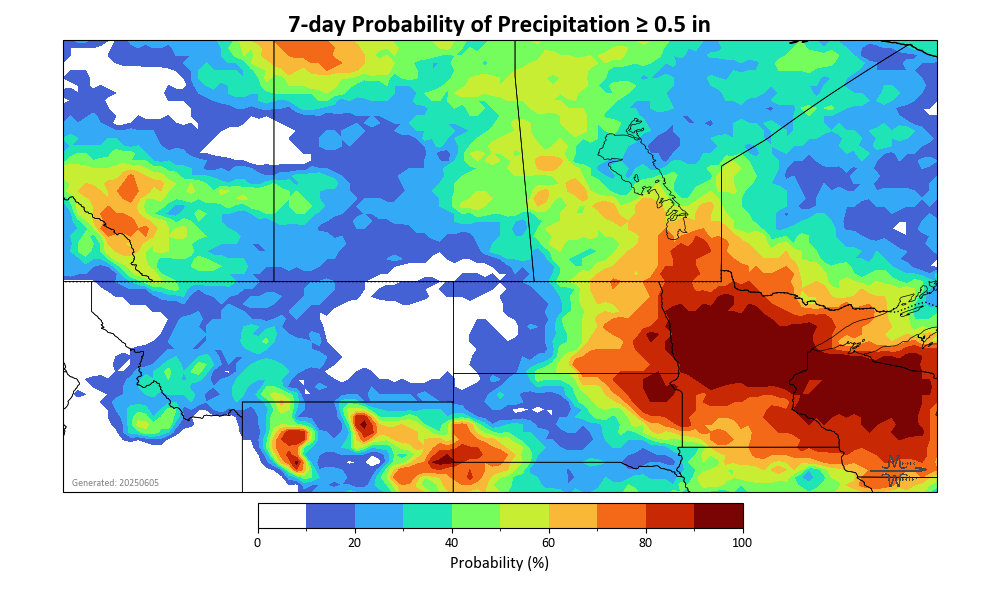 7-day Probability of Precipitation ≥ 0.5 in
Generated: 20250605
0 20 40 60 80 100
Probability (%)